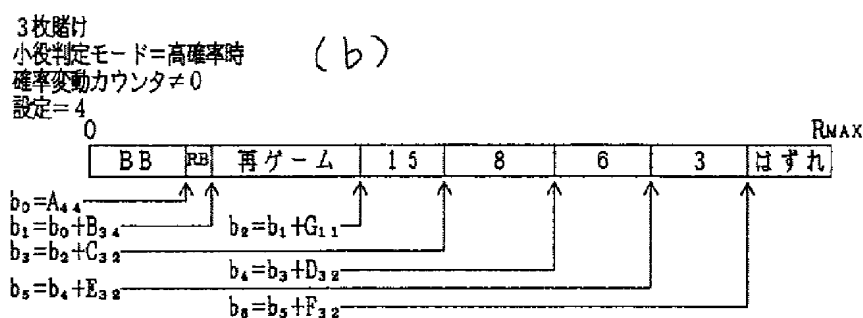 3枚賭け
小役判定モード=高確率時
(b)
確率変動カウンタ≠0
設定=4
0 RMAX
BB RB 再ゲーム 15 8 6 3 はずれ
b₀=A₄₄
b₁=b₀+B₃₄ b₂=b₁+G₁₁
b₃=b₂+C₃₂
b₄=b₃+D₃₂
b₅=b₄+E₃₂
b₆=b₅+F₃₂